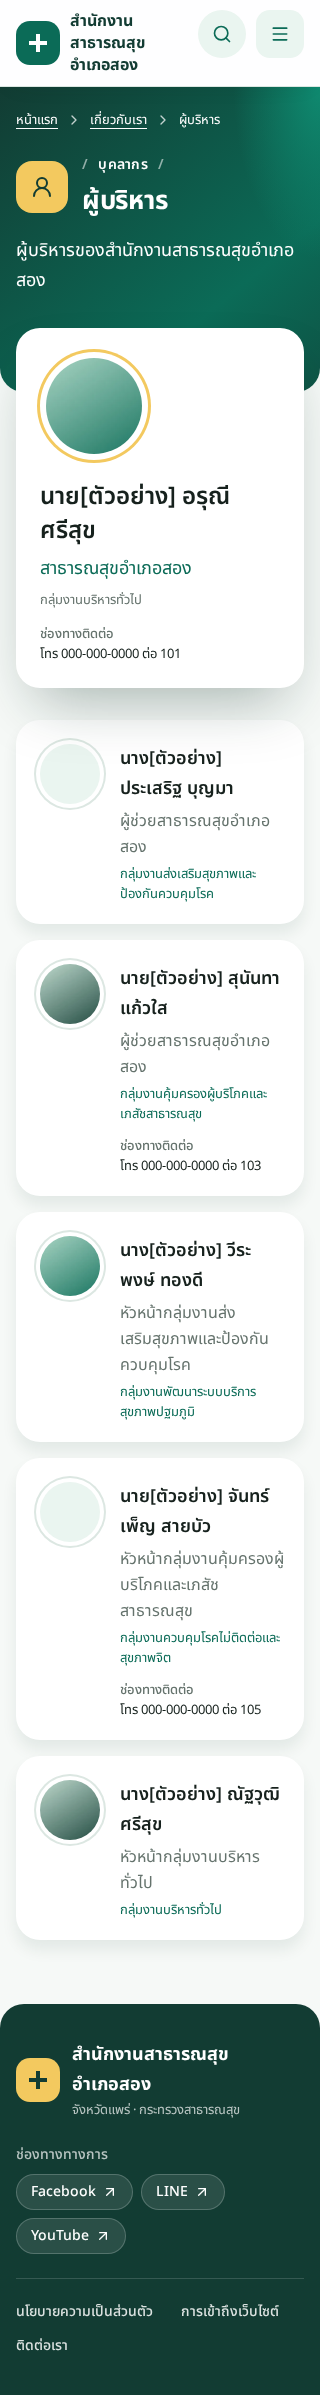 สำนักงาน
สาธารณสุข
อำเภอสอง
หน้าแรก
เกี่ยวกับเรา
ผู้บริหาร
/ บุคลากร /
ผู้บริหาร
ผู้บริหารของสำนักงานสาธารณสุขอำเภอ
สอง
นาย[ตัวอย่าง] อรุณี
ศรีสุข
สาธารณสุขอำเภอสอง
กลุ่มงานบริหารทั่วไป
ช่องทางติดต่อ
โทร 000-000-0000 ต่อ 101
นาง[ตัวอย่าง]
ประเสริฐ บุญมา
ผู้ช่วยสาธารณสุขอำเภอ
สอง
กลุ่มงานส่งเสริมสุขภาพและ
ป้องกันควบคุมโรค
นาย[ตัวอย่าง] สุนันทา
แก้วใส
ผู้ช่วยสาธารณสุขอำเภอ
สอง
กลุ่มงานคุ้มครองผู้บริโภคและ
เภสัชสาธารณสุข
ช่องทางติดต่อ
โทร 000-000-0000 ต่อ 103
นาย[ตัวอย่าง] วีระ
พงษ์ ทองดี
หัวหน้ากลุ่มงานส่ง
เสริมสุขภาพและป้องกัน
ควบคุมโรค
กลุ่มงานพัฒนาระบบบริการ
สุขภาพปฐมภูมิ
นาย[ตัวอย่าง] จันทร์
เพ็ญ สายบัว
หัวหน้ากลุ่มงานคุ้มครองผู้
บริโภคและเภสัช
สาธารณสุข
กลุ่มงานควบคุมโรคไม่ติดต่อและ
สุขภาพจิต
ช่องทางติดต่อ
โทร 000-000-0000 ต่อ 105
นาง[ตัวอย่าง] ณัฐวุฒิ
ศรีสุข
หัวหน้ากลุ่มงานบริหาร
ทั่วไป
กลุ่มงานบริหารทั่วไป
สำนักงานสาธารณสุข
อำเภอสอง
จังหวัดแพร่ · กระทรวงสาธารณสุข
ช่องทางทางการ
Facebook
LINE
YouTube
นโยบายความเป็นส่วนตัว
การเข้าถึงเว็บไซต์
ติดต่อเรา